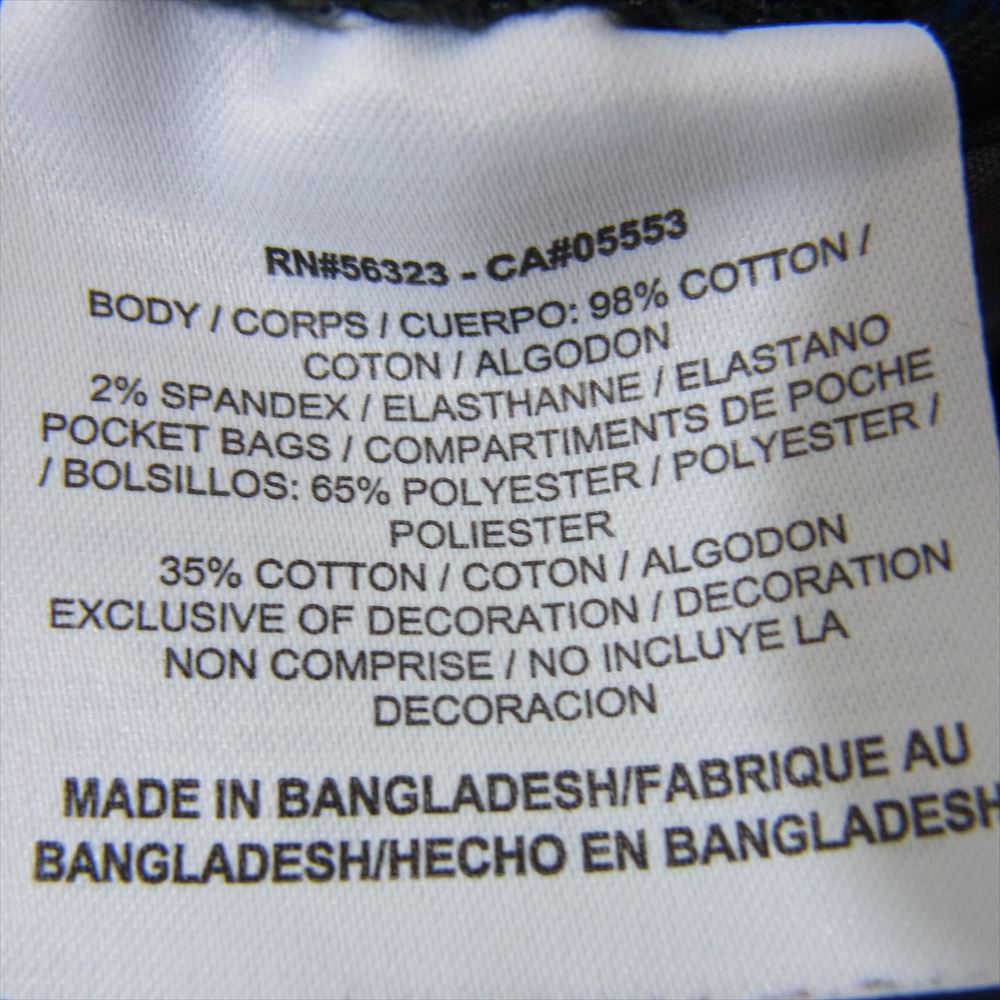 RN#56323 - CA#05553
BODY / CORPS / CUERPO: 98% COTTON /
COTON / ALGODON
2% SPANDEX / ELASTHANNE / ELASTANO
POCKET BAGS / COMPARTIMENTS DE POCHE
/ BOLSILLOS: 65% POLYESTER / POLYESTER /
POLIESTER
35% COTTON / COTON / ALGODON
EXCLUSIVE OF DECORATION / DECORATION
NON COMPRISE / NO INCLUYE LA
DECORACION
MADE IN BANGLADESH/FABRIQUE AU
BANGLADESH/HECHO EN BANGLADESH